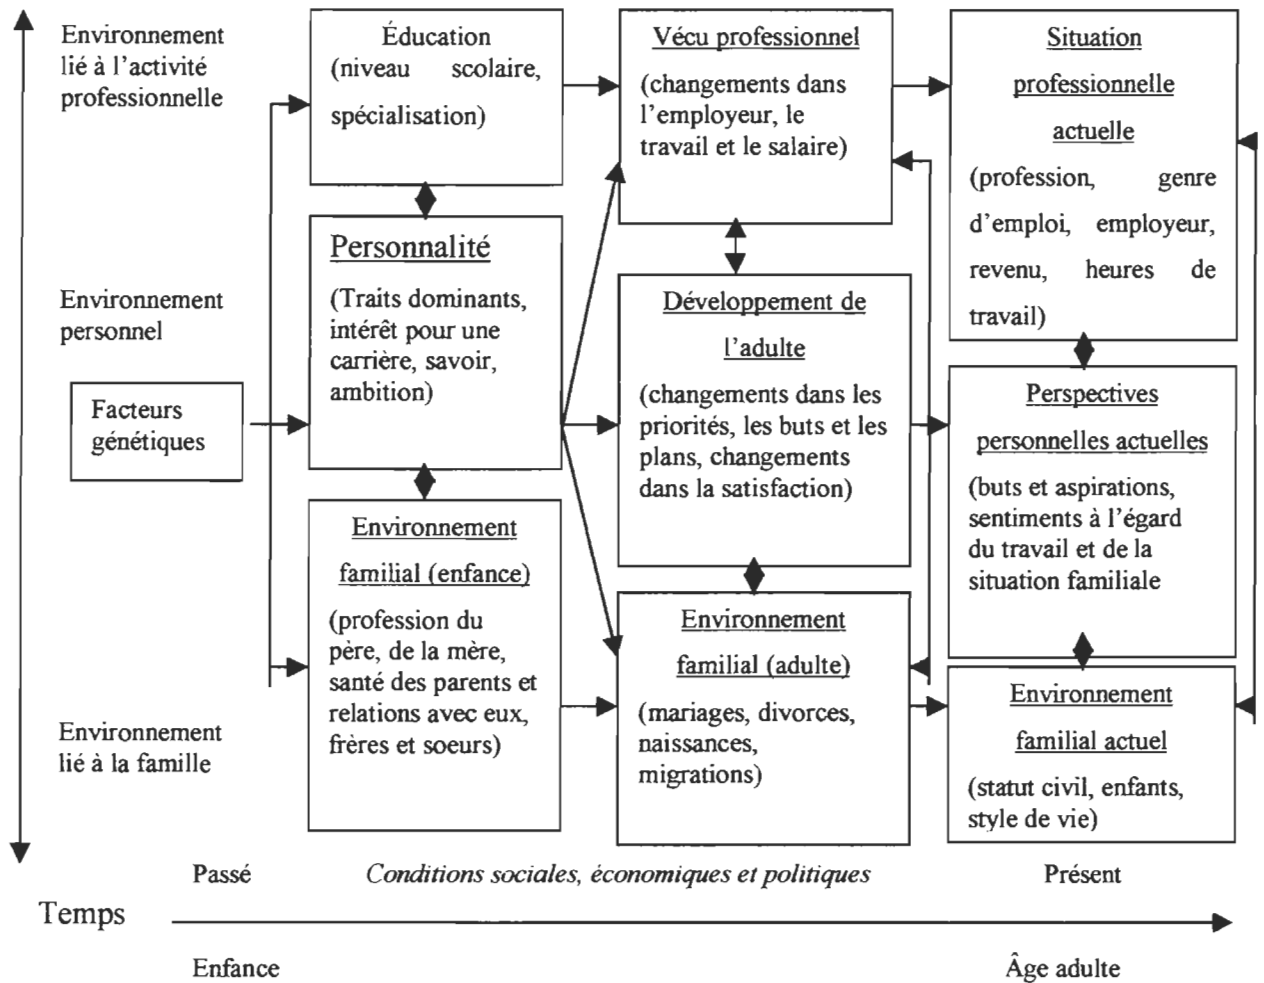 Environnement
lié à l'activité
professionnelle
Éducation
(niveau scolaire,
spécialisation)
Vécu professionnel
(changements dans
l'employeur, le
travail et le salaire)
Situation
professionnelle
actuelle
(profession, genre
d'emploi, employeur,
revenu, heures de
travail)
Environnement
personnel
Facteurs
génétiques
Personnalité
(Traits dominants,
intérêt pour une
carrière, savoir,
ambition)
Développement de
l'adulte
(changements dans les
priorités, les buts et les
plans, changements
dans la satisfaction)
Perspectives
personnelles actuelles
(buts et aspirations,
sentiments à l'égard
du travail et de la
situation familiale
Environnement
lié à la famille
Environnement
familial (enfance)
(profession du
père, de la mère,
santé des parents et
relations avec eux,
frères et soeurs)
Environnement
familial (adulte)
(mariages, divorces,
naissances,
migrations)
Environnement
familial actuel
(statut civil, enfants,
style de vie)
Passé
Conditions sociales, économiques et politiques
Présent
Temps
Enfance
Âge adulte